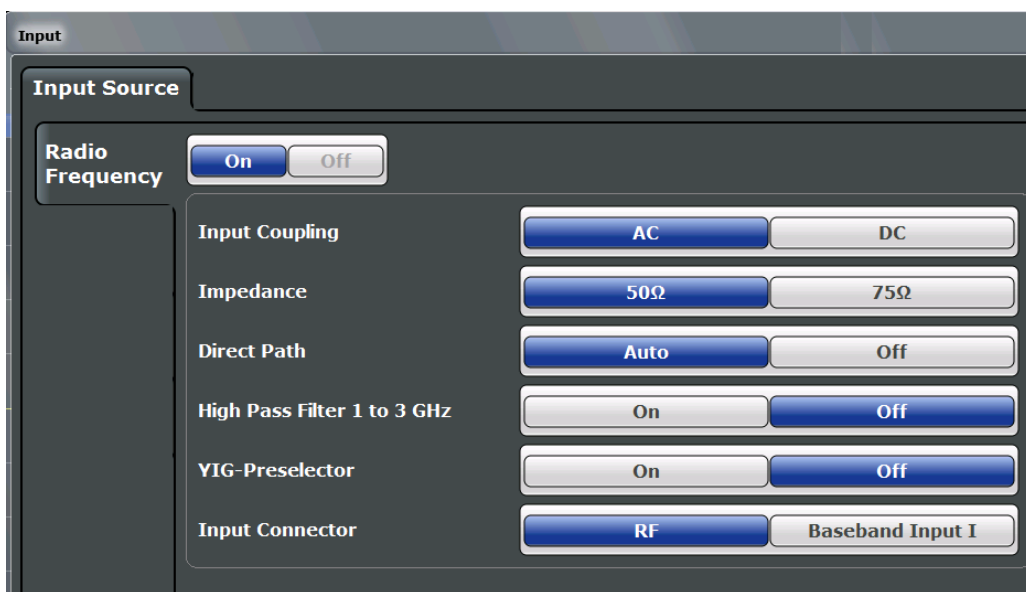 Input
Input Source
Radio
Frequency
On Off
Input Coupling AC DC
Impedance 50Ω 75Ω
Direct Path Auto Off
High Pass Filter 1 to 3 GHz On Off
YIG-Preselector On Off
Input Connector RF Baseband Input I